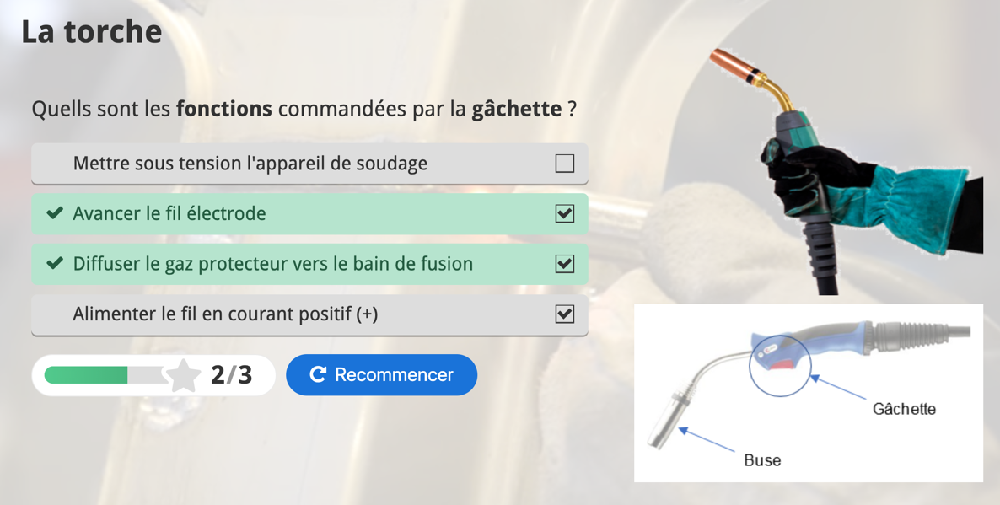 La torche
Quells sont les fonctions commandées par la gâchette ?
Mettre sous tension l'appareil de soudage
Avancer le fil électrode
Diffuser le gaz protecteur vers le bain de fusion
Alimenter le fil en courant positif (+)
2/3
Recommencer
Gâchette
Buse